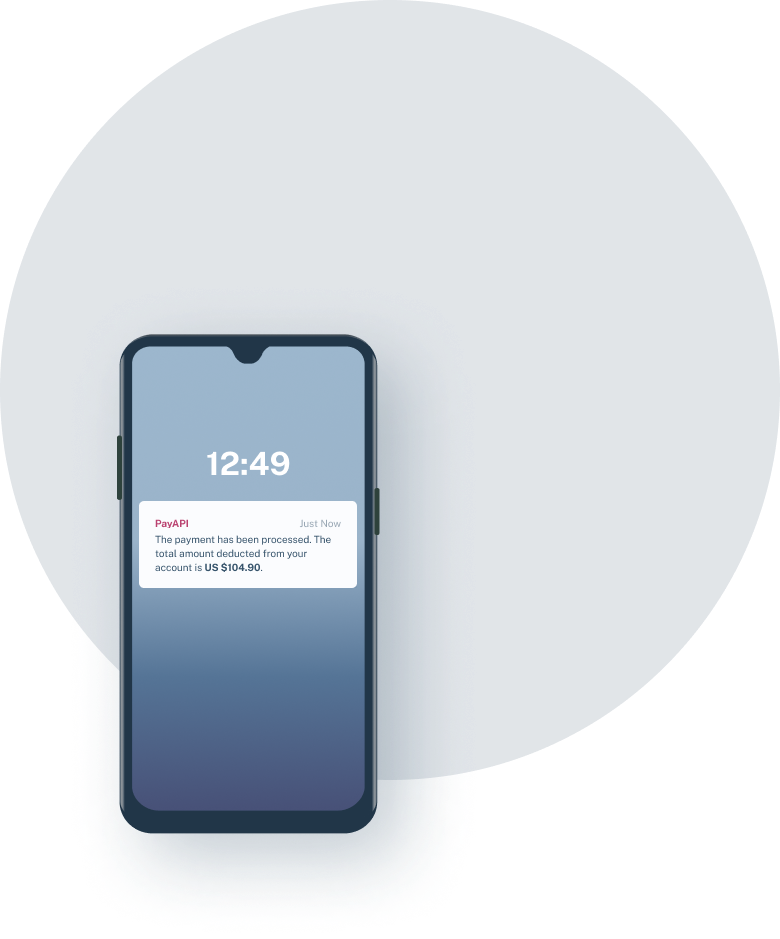 12:49
PayAPI Just Now
The payment has been processed. The
total amount deducted from your
account is US $104.90.